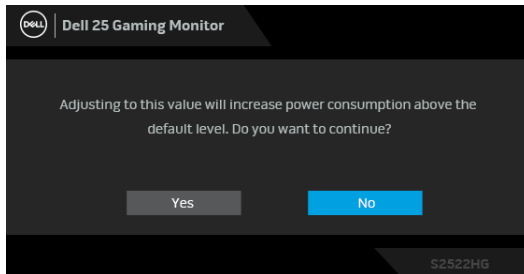 DELL
Dell 25 Gaming Monitor
Adjusting to this value will increase power consumption above the
default level. Do you want to continue?
Yes
No
S2522HG